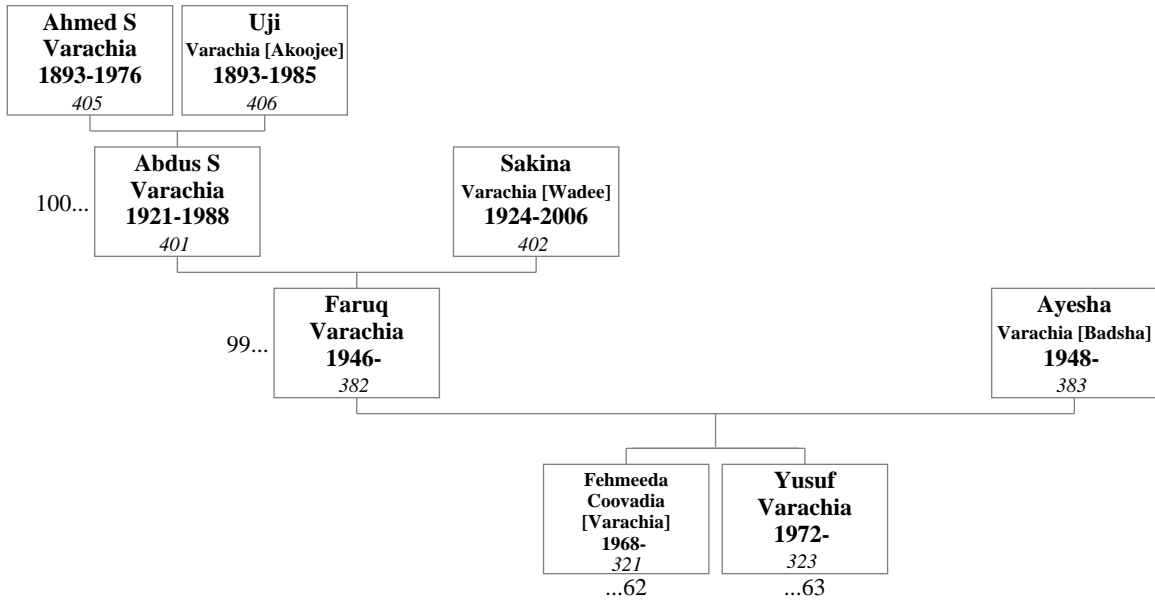 Ahmed S
Varachia
1893-1976
405
Uji
Varachia [Akoojee]
1893-1985
406
100...
Abdus S
Varachia
1921-1988
401
Sakina
Varachia [Wadee]
1924-2006
402
99...
Faruq
Varachia
1946-
382
Ayesha
Varachia [Badsha]
1948-
383
Fehmeeda
Coovadia
[Varachia]
1968-
321
...62
Yusuf
Varachia
1972-
323
...63